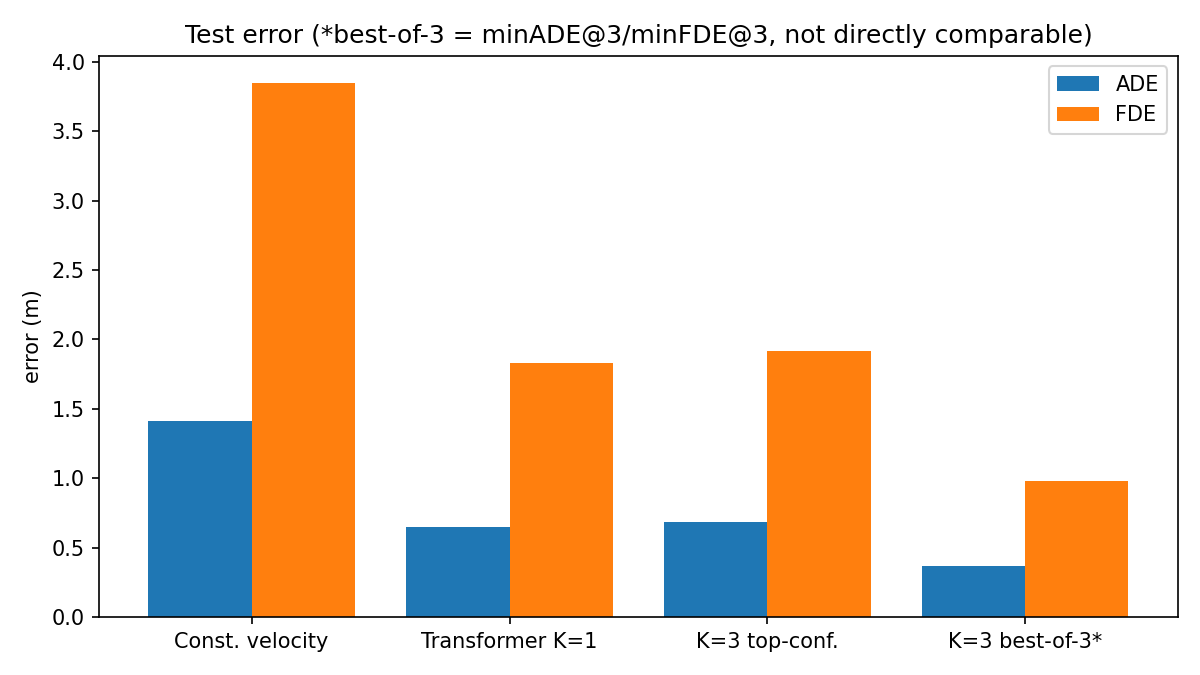 Test error (*best-of-3 = minADE@3/minFDE@3, not directly comparable)
ADE
FDE
error (m)
4.0
3.5
3.0
2.5
2.0
1.5
1.0
0.5
0.0
Const. velocity
Transformer K=1
K=3 top-conf.
K=3 best-of-3*